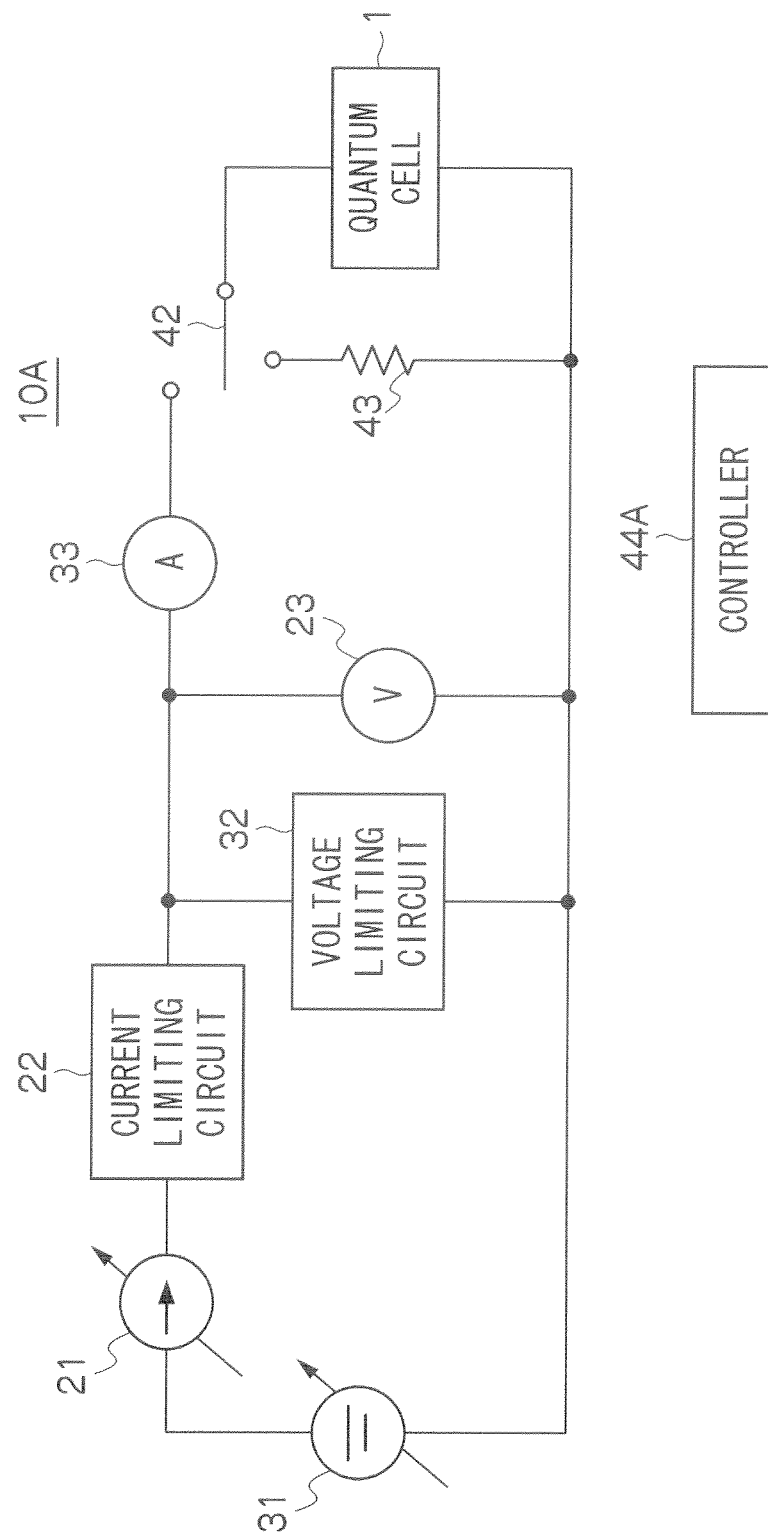 10A
21
22
CURRENT
LIMITING
CIRCUIT
33
A
42
31
32
VOLTAGE
LIMITING
CIRCUIT
23
V
43
QUANTUM
CELL
1
44A
CONTROLLER